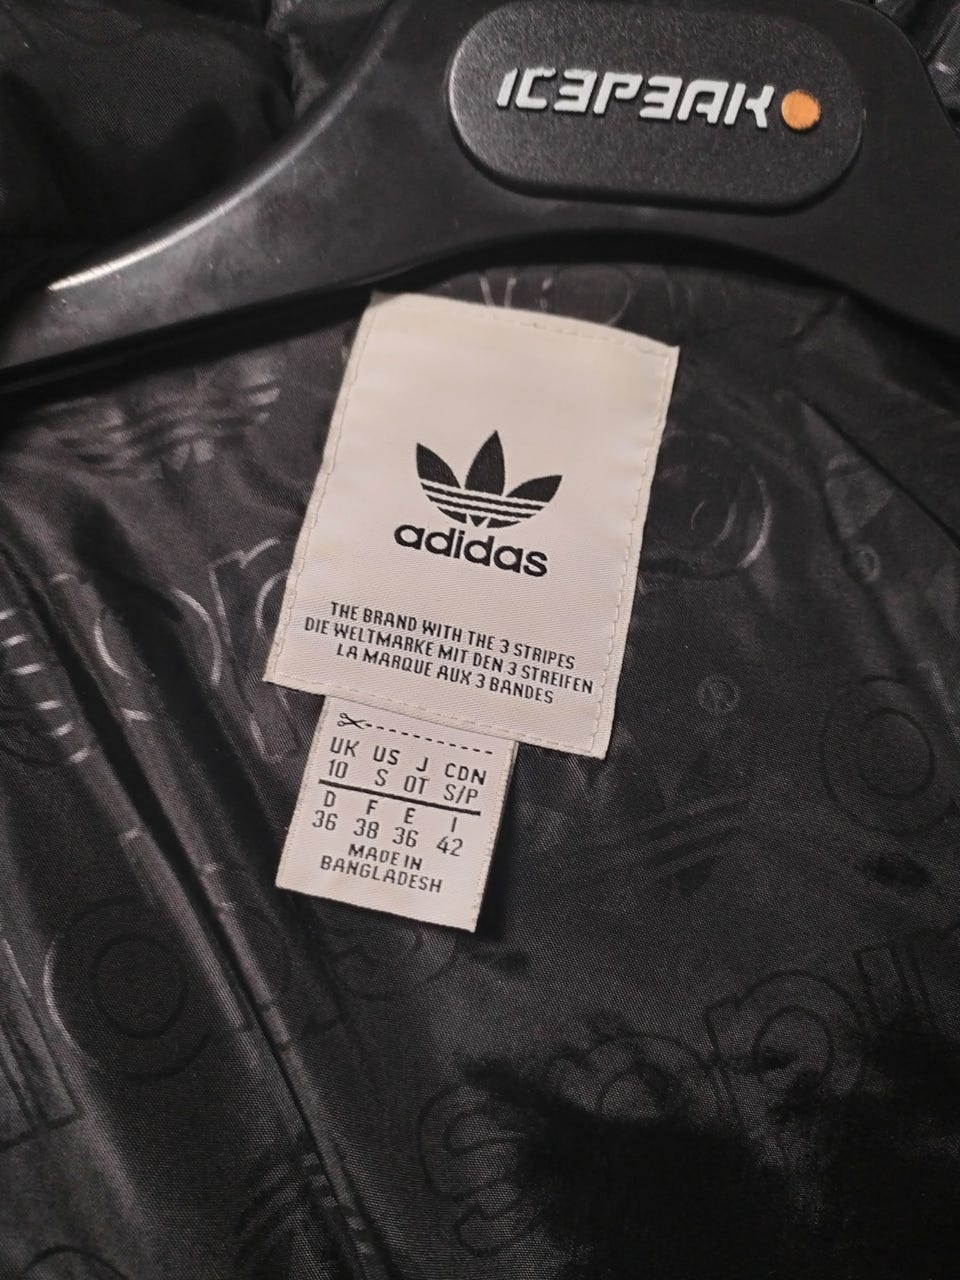 ICEPEAK
adidas
THE BRAND WITH THE 3 STRIPES
DIE WELTMARKE MIT DEN 3 STREIFEN
LA MARQUE AUX 3 BANDES
UK US J CDN
10 S OT S/P
D F E I
36 38 36 42
MADE IN
BANGLADESH